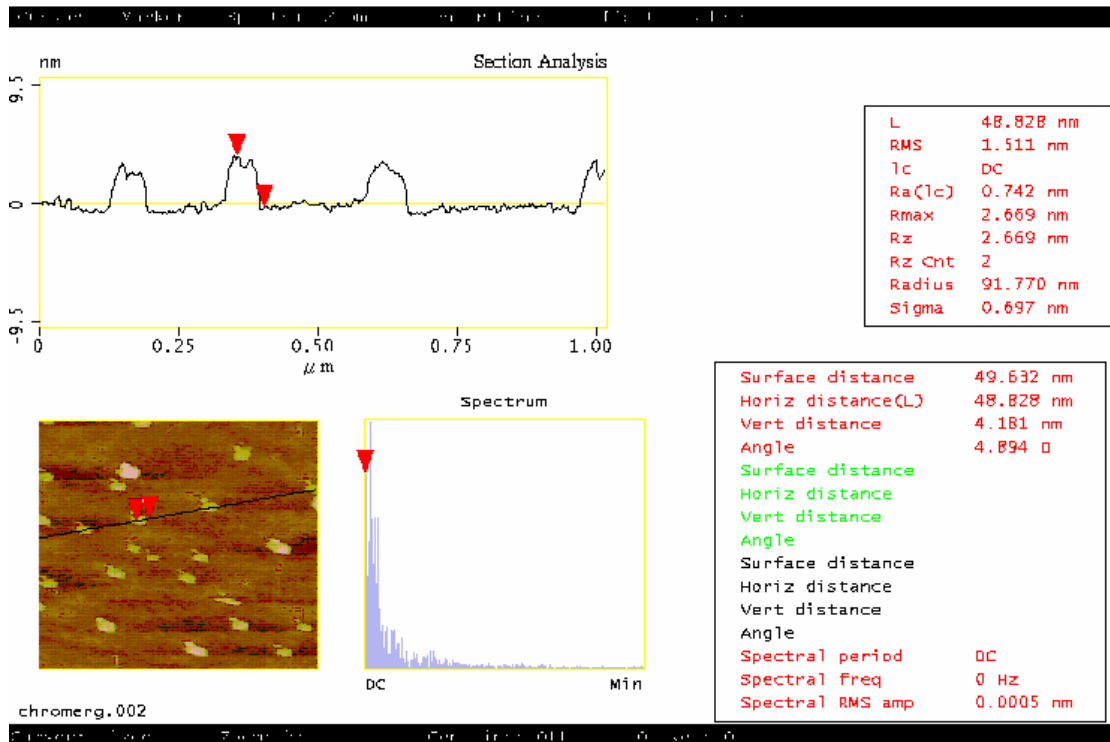 nm Section Analysis
9.5
0
-9.5
0 0.25 0.50 0.75 1.00
μm
L 48.828 nm
RMS 1.511 nm
lc DC
Ra(lc) 0.742 nm
Rmax 2.669 nm
Rz 2.669 nm
Rz Cnt 2
Radius 91.770 nm
Sigma 0.697 nm
Surface distance 49.632 nm
Horiz distance(L) 48.828 nm
Vert distance 4.181 nm
Angle 4.894
Surface distance
Horiz distance
Vert distance
Angle
Surface distance
Horiz distance
Vert distance
Angle
Spectral period DC
Spectral freq 0 Hz
Spectral RMS amp 0.0005 nm
Spectrum
DC Min
chromerg.002